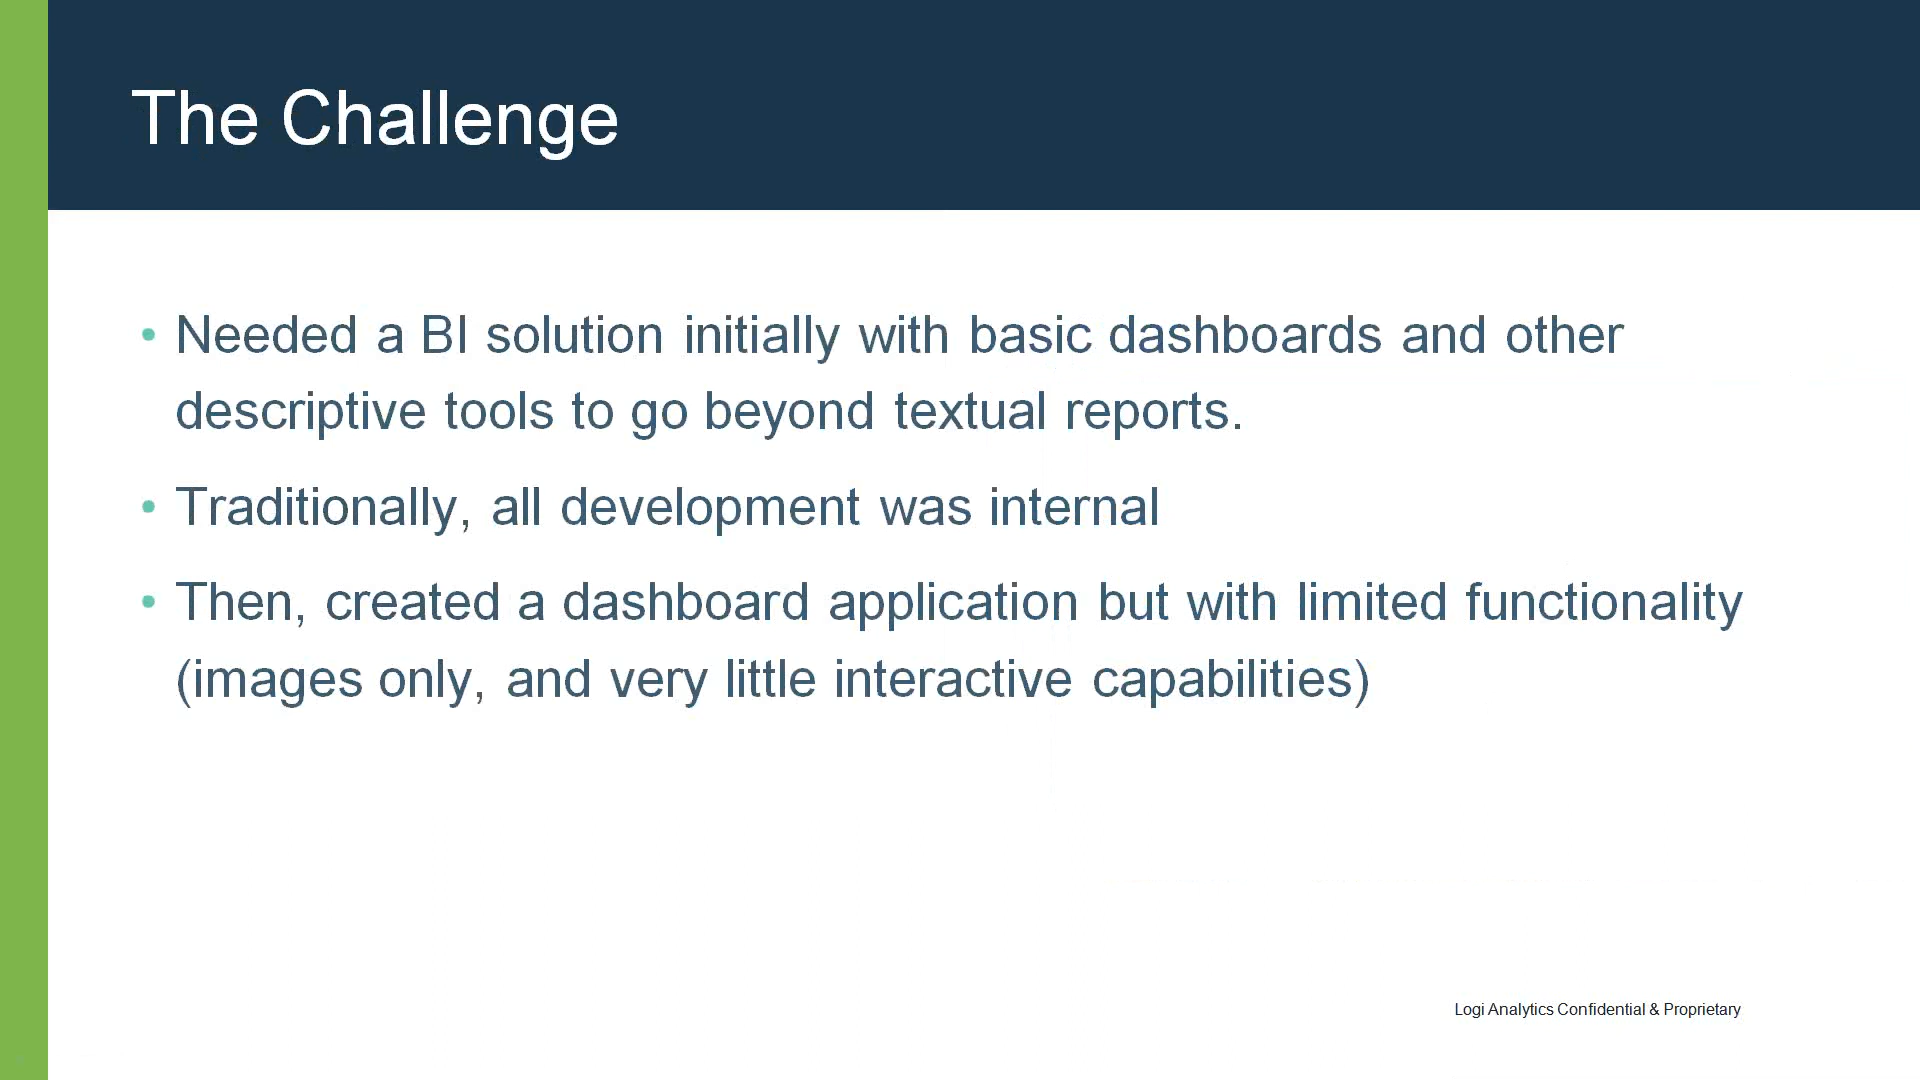 The Challenge
• Needed a BI solution initially with basic dashboards and other
descriptive tools to go beyond textual reports.
• Traditionally, all development was internal
• Then, created a dashboard application but with limited functionality
(images only, and very little interactive capabilities)
Logi Analytics Confidential & Proprietary